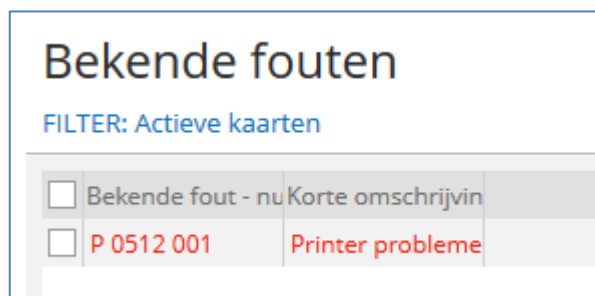 Bekende fouten
FILTER: Actieve kaarten
Bekende fout - nu Korte omschrijvin
P 0512 001 Printer probleme